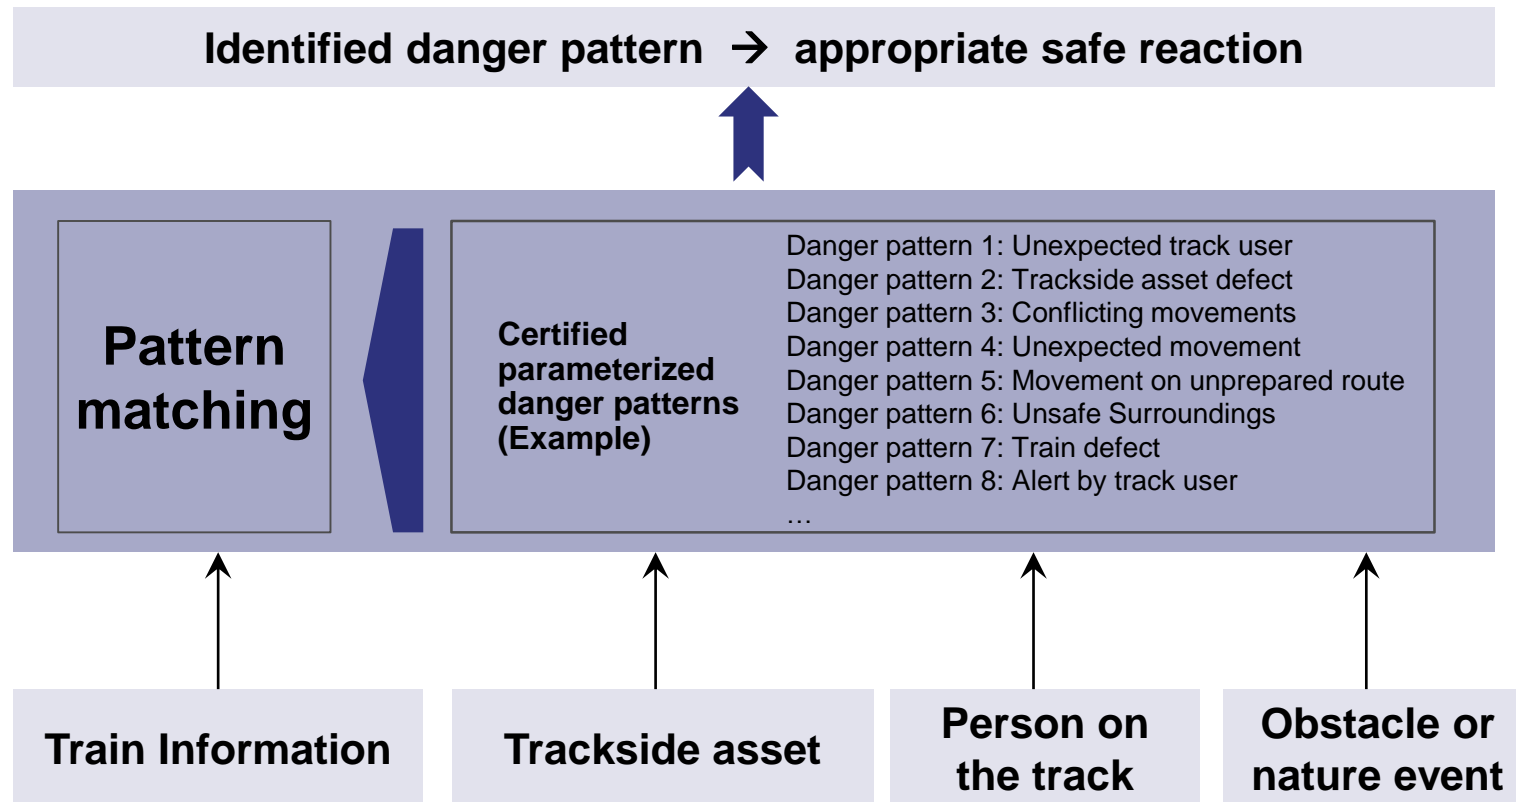 Identified danger pattern → appropriate safe reaction
Pattern
matching
Certified
parameterized
danger patterns
(Example)
Danger pattern 1: Unexpected track user
Danger pattern 2: Trackside asset defect
Danger pattern 3: Conflicting movements
Danger pattern 4: Unexpected movement
Danger pattern 5: Movement on unprepared route
Danger pattern 6: Unsafe Surroundings
Danger pattern 7: Train defect
Danger pattern 8: Alert by track user
…
Train Information
Trackside asset
Person on
the track
Obstacle or
nature event